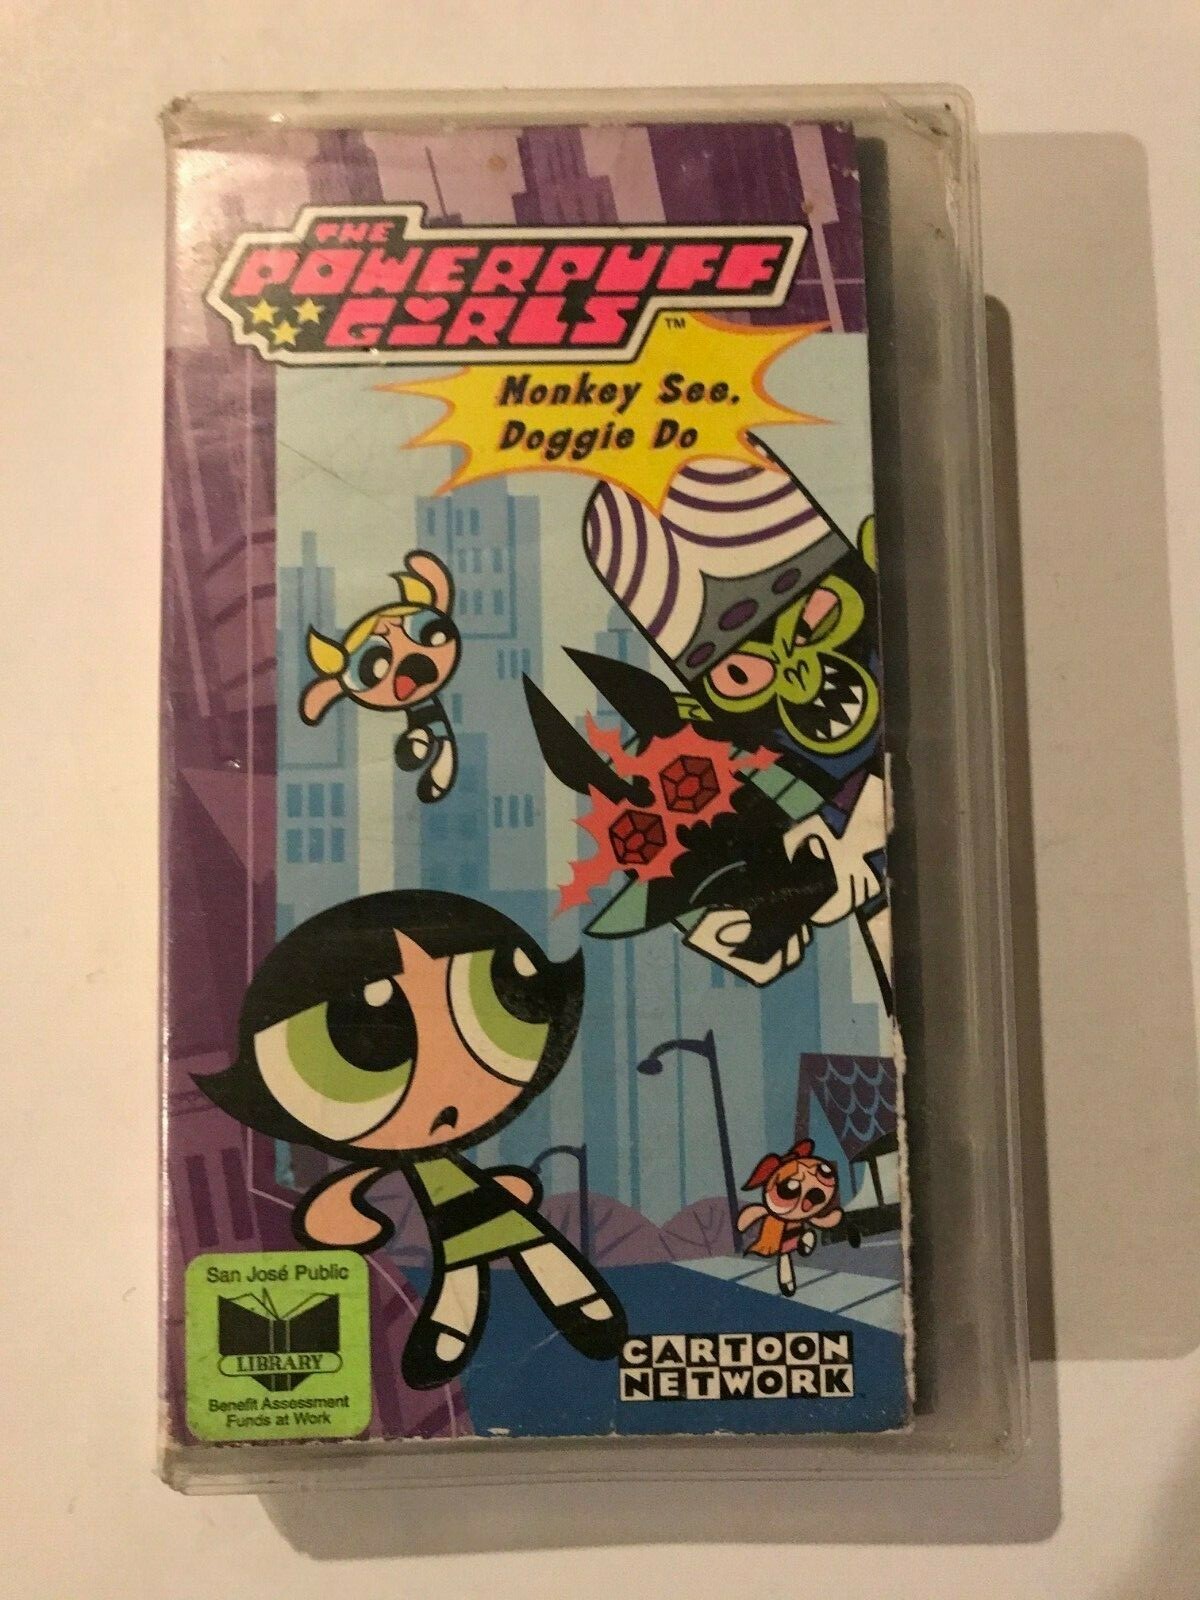 THE
POWERPUFF
GIRLS
TM
Monkey See,
Doggie Do
San José Public
LIBRARY
Benefit Assessment
Funds at Work
CARTOON
NETWORK